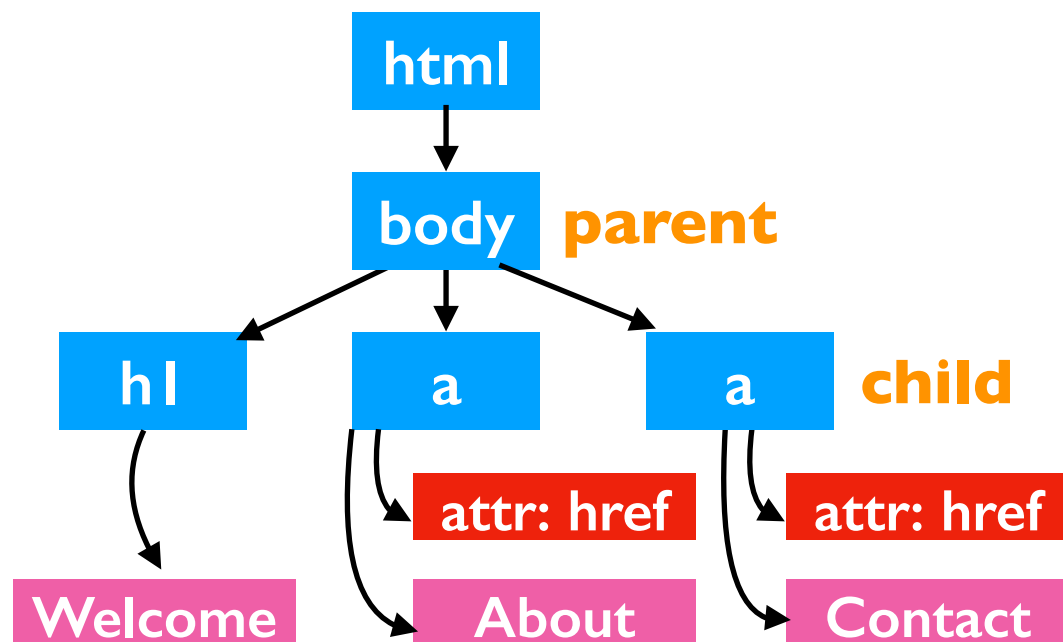 html
body
parent
h1
a
a
child
attr: href
attr: href
Welcome
About
Contact